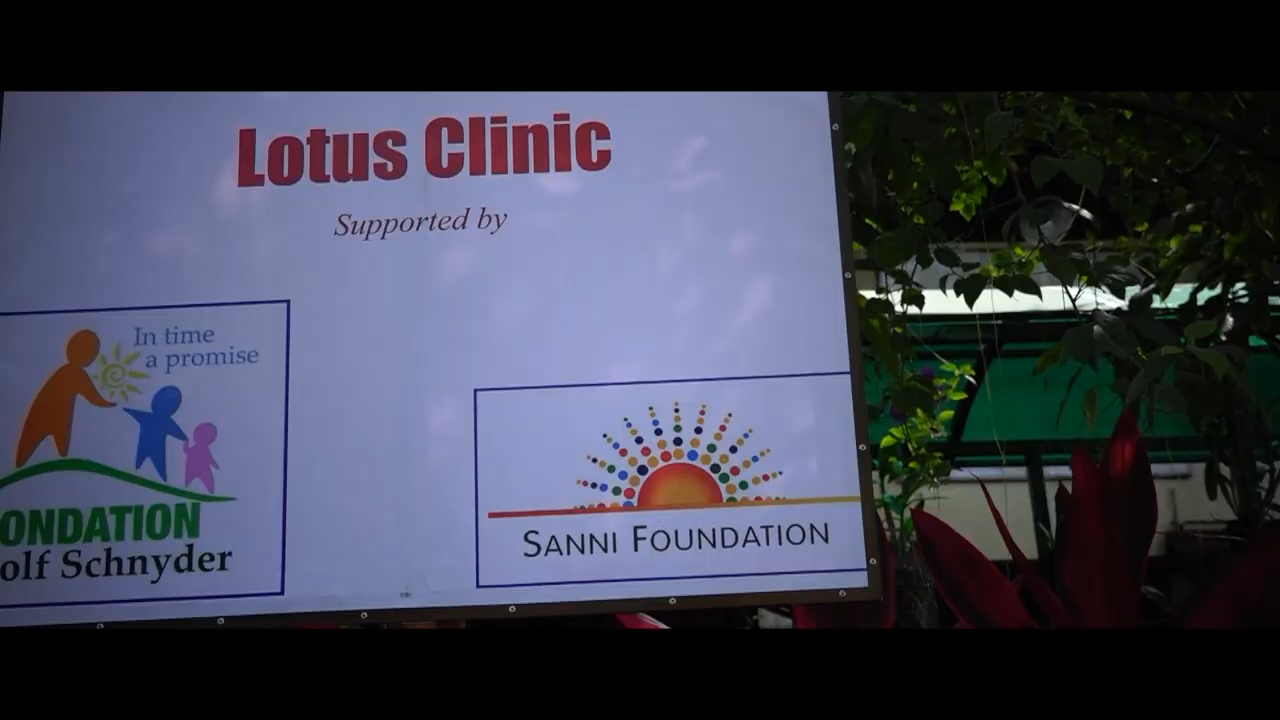 Lotus Clinic
Supported by
In time
a promise
ONDATION
olf Schnyder
SANNI FOUNDATION